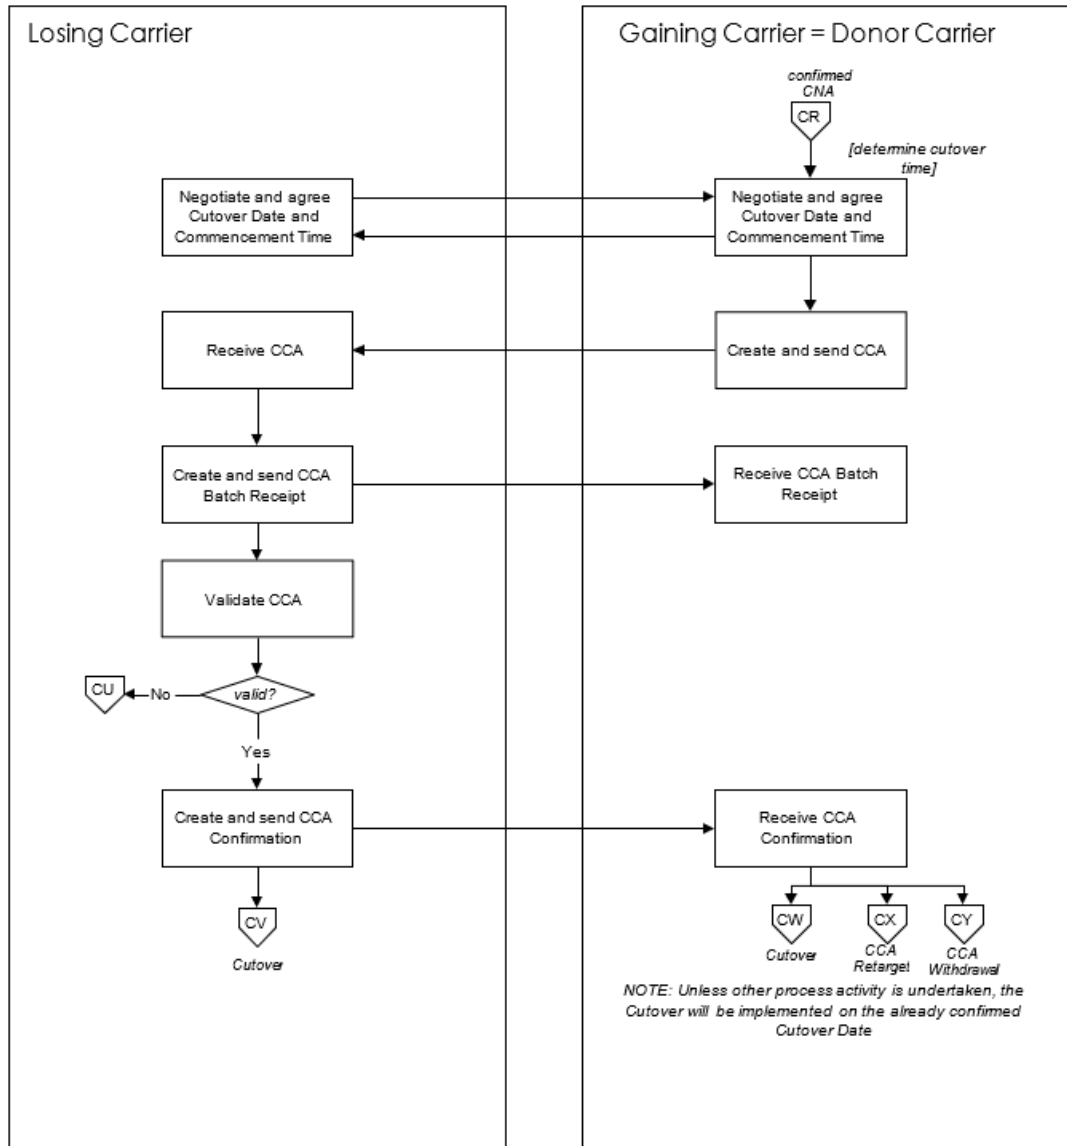 Losing Carrier
Gaining Carrier = Donor Carrier
confirmed
CNA
CR
[determine cutover
time]
Negotiate and agree
Cutover Date and
Commencement Time
Negotiate and agree
Cutover Date and
Commencement Time
Receive CCA
Create and send CCA
Create and send CCA
Batch Receipt
Receive CCA Batch
Receipt
Validate CCA
CU
No
valid?
Yes
Create and send CCA
Confirmation
Receive CCA
Confirmation
CV
Cutover
CW
Cutover
CX
CCA
Retarget
CY
CCA
Withdrawal
NOTE: Unless other process activity is undertaken, the
Cutover will be implemented on the already confirmed
Cutover Date